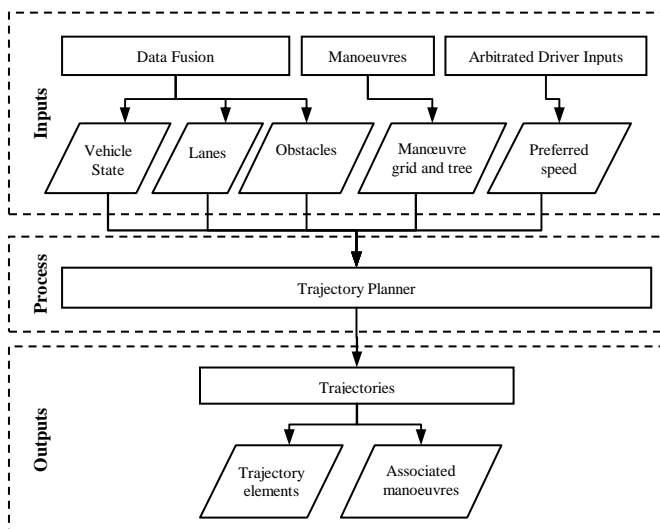 Inputs
Data Fusion
Manoeuvres
Arbitrated Driver Inputs
Vehicle
State
Lanes
Obstacles
Manœuvre
grid and tree
Preferred
speed
Process
Trajectory Planner
Outputs
Trajectories
Trajectory
elements
Associated
manoeuvres